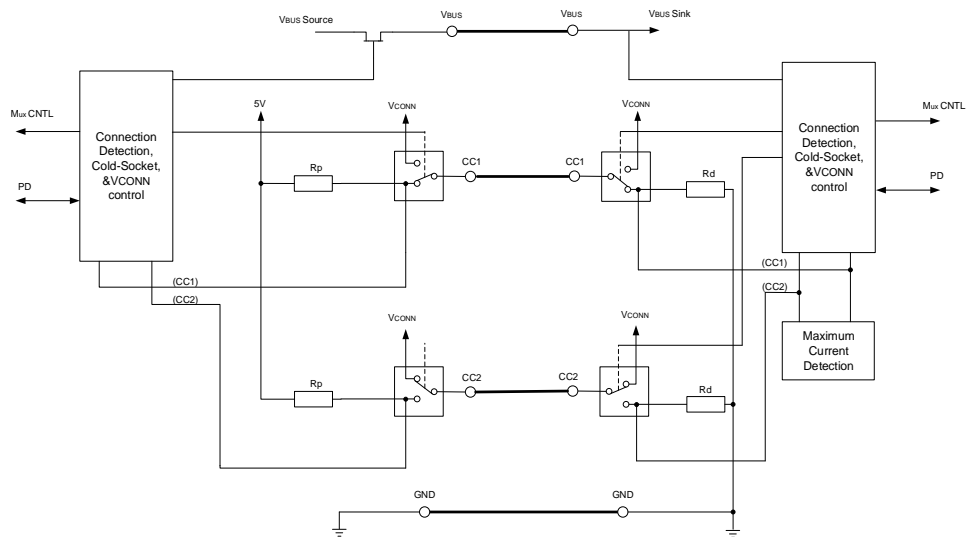 VBUS Source
VBUS
VBUS
VBUS Sink
5V
VCONN
VCONN
Mux CNTL
Mux CNTL
Connection
Detection,
Cold-Socket,
&VCONN
control
Connection
Detection,
Cold-Socket,
&VCONN
control
CC1
CC1
Rp
Rd
PD
PD
(CC1)
(CC1)
(CC2)
(CC2)
VCONN
VCONN
Maximum
Current
Detection
CC2
CC2
Rp
Rd
GND
GND